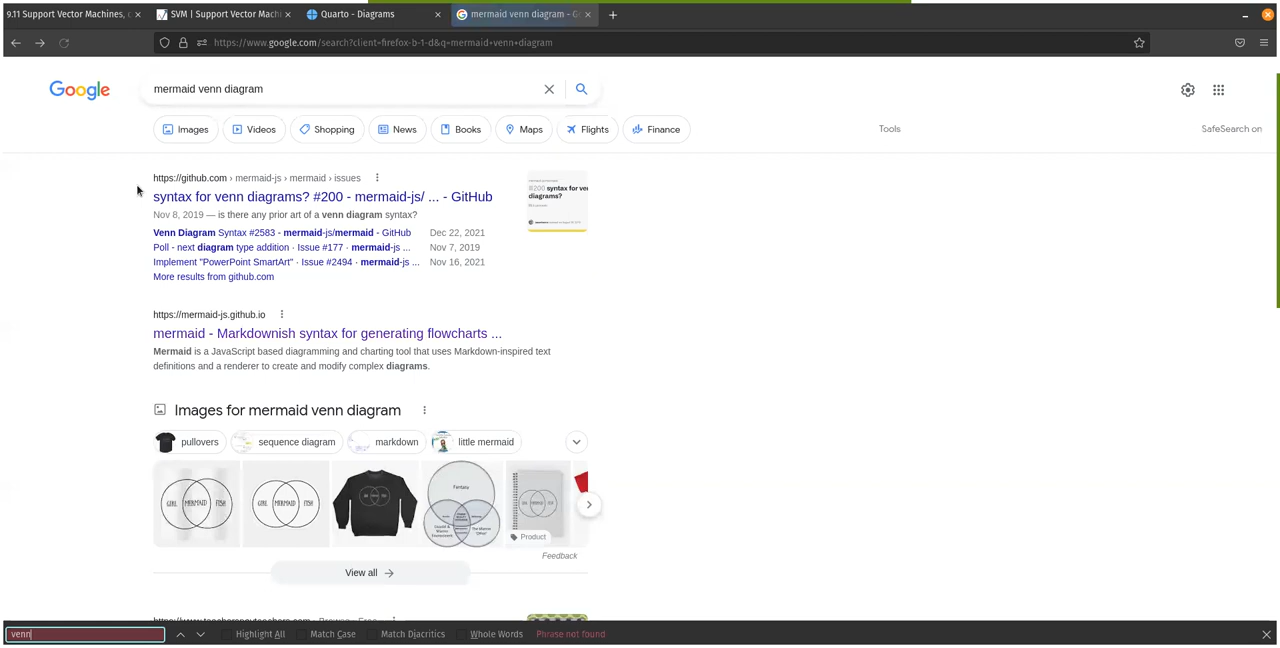 9.11 Support Vector Machines,
SVM | Support Vector Machi
Quarto - Diagrams
mermaid venn diagram - G
https://www.google.com/search?client=firefox-b-1-d&q=mermaid+venn+diagram
Google
mermaid venn diagram
Images
Videos
Shopping
News
Books
Maps
Flights
Finance
Tools
SafeSearch on
https://github.com › mermaid-js › mermaid › issues
syntax for venn diagrams? #200 - mermaid-js/ ... - GitHub
Nov 8, 2019 — is there any prior art of a venn diagram syntax?
Venn Diagram Syntax #2583 - mermaid-js/mermaid - GitHub Dec 22, 2021
Poll - next diagram type addition · Issue #177 · mermaid-js ... Nov 7, 2019
Implement "PowerPoint SmartArt" · Issue #2494 · mermaid-js ... Nov 16, 2021
More results from github.com
#200 syntax for ven
diagrams?
https://mermaid-js.github.io
mermaid - Markdownish syntax for generating flowcharts ...
Mermaid is a JavaScript based diagramming and charting tool that uses Markdown-inspired text
definitions and a renderer to create and modify complex diagrams.
Images for mermaid venn diagram
pullovers
sequence diagram
markdown
little mermaid
GIRL MERMAID FISH
GIRL MERMAID FISH
Fantasy
Product
Feedback
View all
venn
Highlight All
Match Case
Match Diacritics
Whole Words
Phrase not found